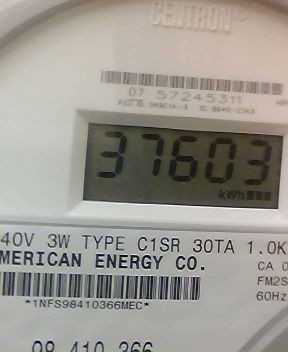 CENTRON®
07 57245311
37603
kWh
40V 3W TYPE C1SR 30TA 1.0K
MERICAN ENERGY CO.
CA 0
FM2S
60Hz
*1NFS98410366MEC*
98 410 366